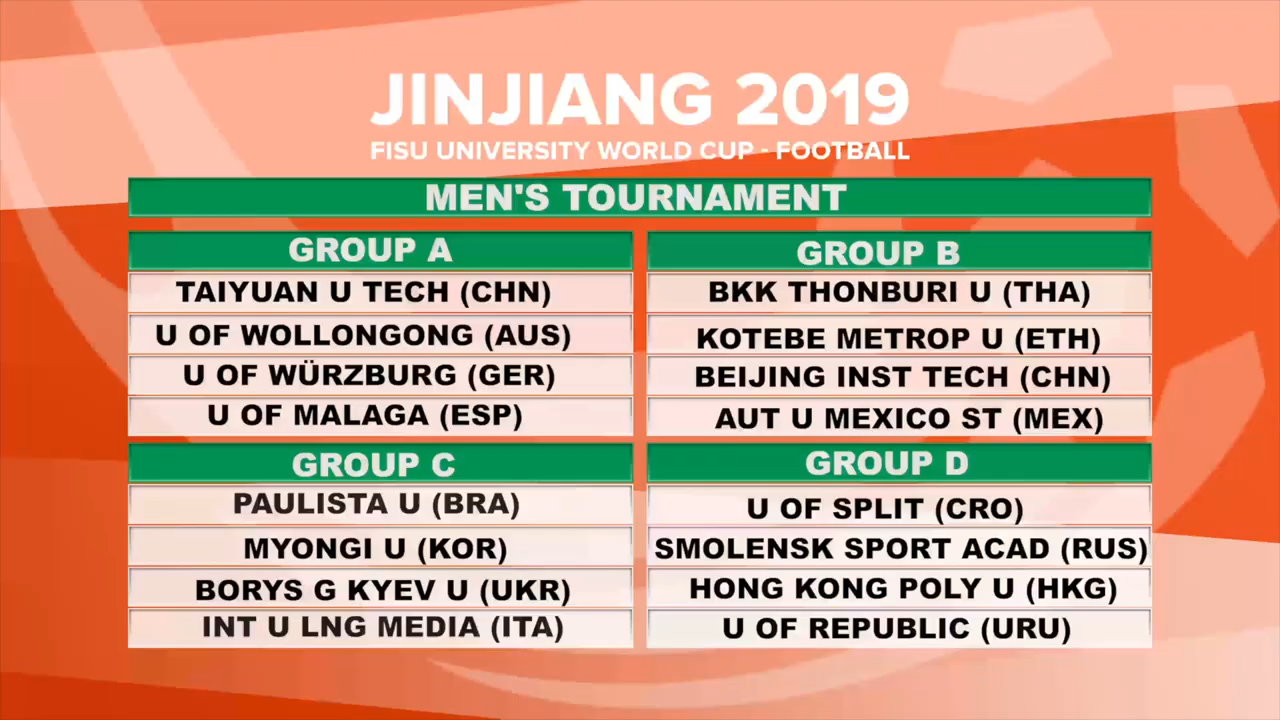 JINJIANG 2019
FISU UNIVERSITY WORLD CUP - FOOTBALL
MEN'S TOURNAMENT
GROUP A
TAIYUAN U TECH (CHN)
U OF WOLLONGONG (AUS)
U OF WÜRZBURG (GER)
U OF MALAGA (ESP)
GROUP B
BKK THONBURI U (THA)
KOTEBE METROP U (ETH)
BEIJING INST TECH (CHN)
AUT U MEXICO ST (MEX)
GROUP C
PAULISTA U (BRA)
MYONGI U (KOR)
BORYS G KYEV U (UKR)
INT U LNG MEDIA (ITA)
GROUP D
U OF SPLIT (CRO)
SMOLENSK SPORT ACAD (RUS)
HONG KONG POLY U (HKG)
U OF REPUBLIC (URU)